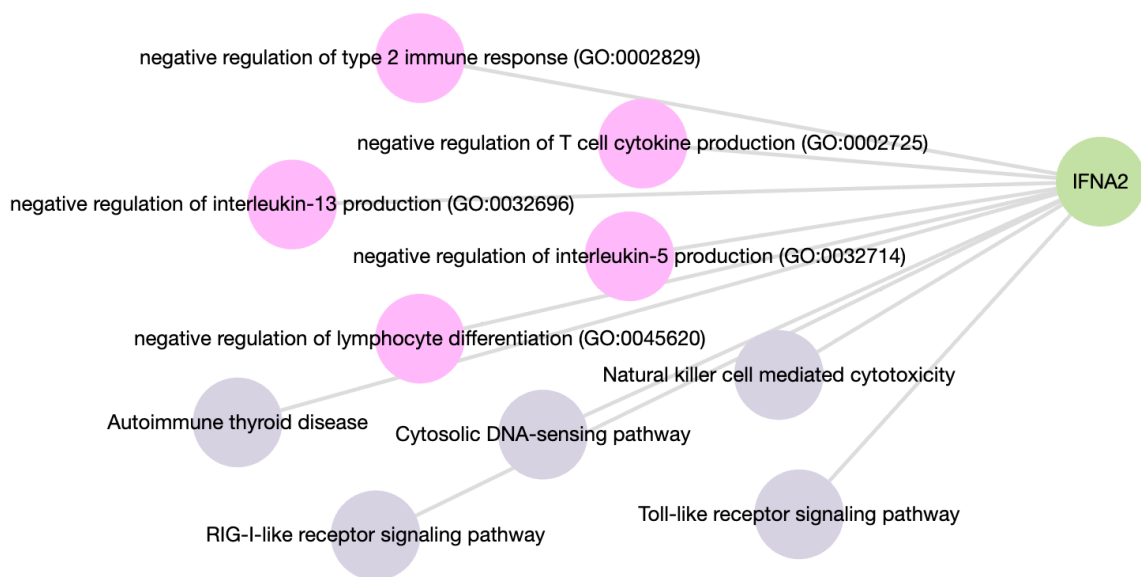 negative regulation of type 2 immune response (GO:0002829)
negative regulation of T cell cytokine production (GO:0002725)
IFNA2
negative regulation of interleukin-13 production (GO:0032696)
negative regulation of interleukin-5 production (GO:0032714)
negative regulation of lymphocyte differentiation (GO:0045620)
Natural killer cell mediated cytotoxicity
Autoimmune thyroid disease
Cytosolic DNA-sensing pathway
Toll-like receptor signaling pathway
RIG-I-like receptor signaling pathway